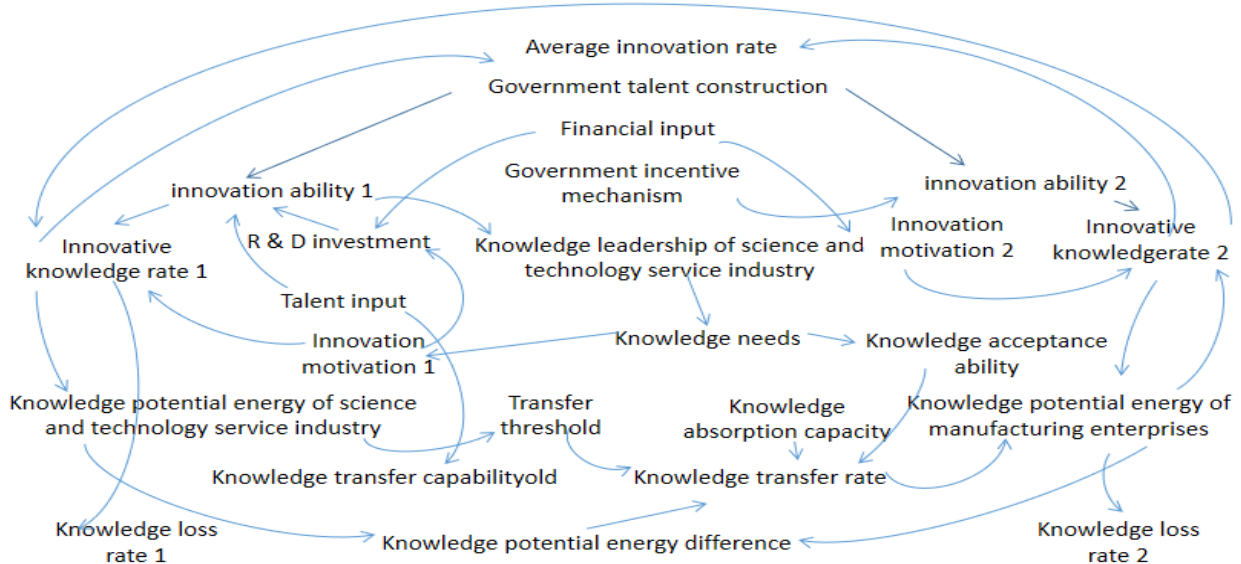 Average innovation rate
Government talent construction
Financial input
Government incentive
mechanism
innovation ability 1
innovation ability 2
R & D investment
Innovative
knowledge rate 1
Knowledge leadership of science and
technology service industry
Innovation
motivation 2
Innovative
knowledgerate 2
Talent input
Innovation
motivation 1
Knowledge needs
Knowledge acceptance
ability
Knowledge potential energy of science
and technology service industry
Transfer
threshold
Knowledge
absorption capacity
Knowledge potential energy of
manufacturing enterprises
Knowledge transfer capabilityold
Knowledge transfer rate
Knowledge loss
rate 1
Knowledge potential energy difference
Knowledge loss
rate 2